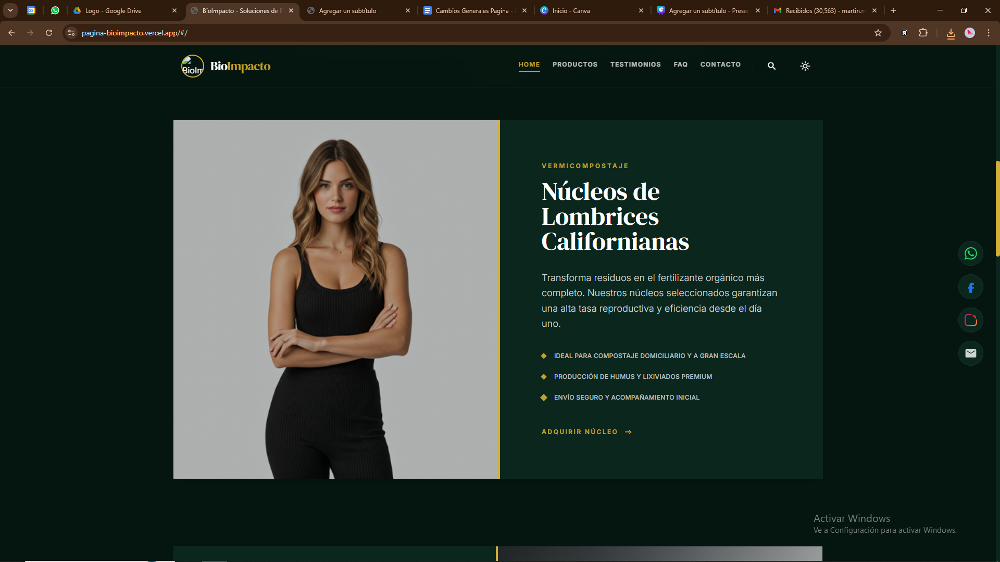 22
Logo - Google Drive
BioImpacto - Soluciones de B
Agregar un subtítulo
Cambios Generales Pagina -
Inicio - Canva
Agregar un subtítulo - Presen
Recibidos (30,563) - martin.m
pagina-bioimpacto.vercel.app/#/
R
BioIm
BioImpacto
HOME
PRODUCTOS
TESTIMONIOS
FAQ
CONTACTO
VERMICOMPOSTAJE
Núcleos de
Lombrices
Californianas
Transforma residuos en el fertilizante orgánico más
completo. Nuestros núcleos seleccionados garantizan
una alta tasa reproductiva y eficiencia desde el día
uno.
IDEAL PARA COMPOSTAJE DOMICILIARIO Y A GRAN ESCALA
PRODUCCIÓN DE HUMUS Y LIXIVIADOS PREMIUM
ENVÍO SEGURO Y ACOMPAÑAMIENTO INICIAL
ADQUIRIR NÚCLEO →
Activar Windows
Ve a Configuración para activar Windows.